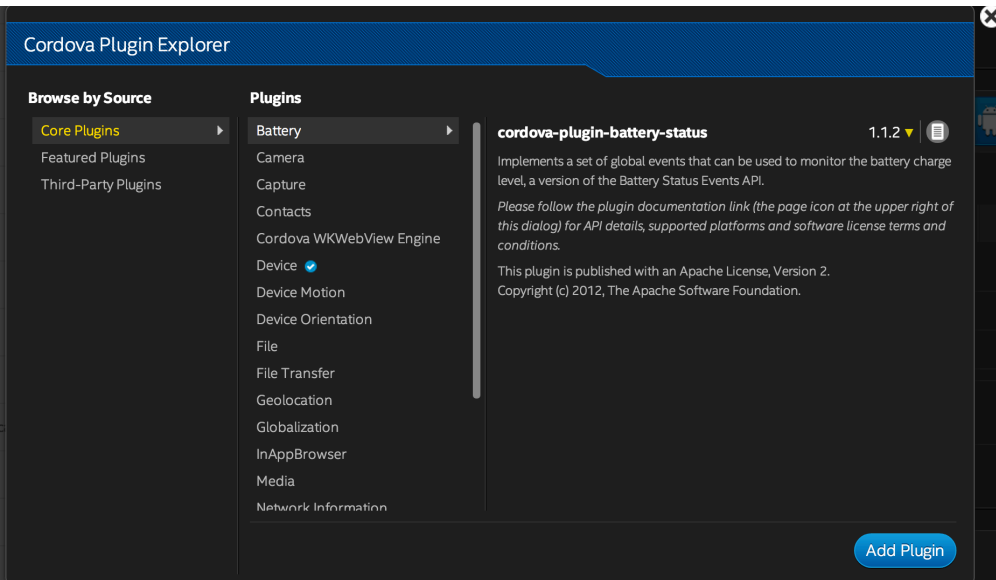 Cordova Plugin Explorer
Browse by Source
Core Plugins
Featured Plugins
Third-Party Plugins
Plugins
Battery
Camera
Capture
Contacts
Cordova WKWebView Engine
Device
Device Motion
Device Orientation
File
File Transfer
Geolocation
Globalization
InAppBrowser
Media
Network Information
cordova-plugin-battery-status
1.1.2
Implements a set of global events that can be used to monitor the battery charge
level, a version of the Battery Status Events API.
Please follow the plugin documentation link (the page icon at the upper right of
this dialog) for API details, supported platforms and software license terms and
conditions.
This plugin is published with an Apache License, Version 2.
Copyright (c) 2012, The Apache Software Foundation.
Add Plugin